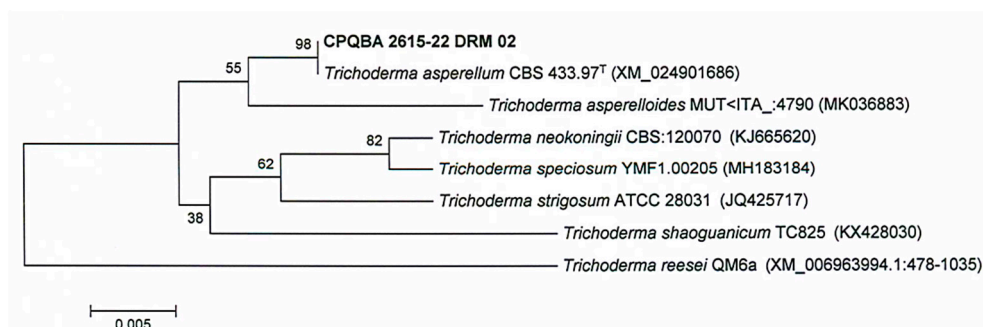 98 CPQBA 2615-22 DRM 02
55 Trichoderma asperellum CBS 433.97ᵀ (XM_024901686)
Trichoderma asperelloides MUT<ITA_:4790 (MK036883)
82 Trichoderma neokoningii CBS:120070 (KJ665620)
62 Trichoderma speciosum YMF1.00205 (MH183184)
Trichoderma strigosum ATCC 28031 (JQ425717)
38 Trichoderma shaoguanicum TC825 (KX428030)
Trichoderma reesei QM6a (XM_006963994.1:478-1035)
0.005